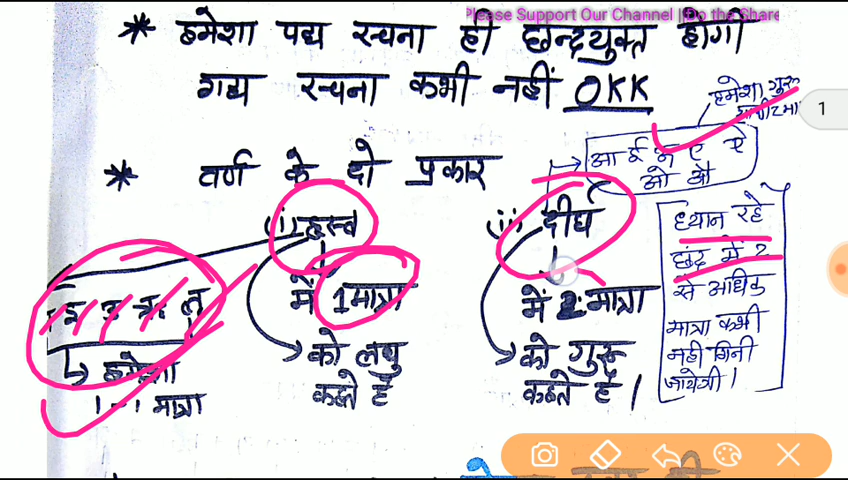 Please Support Our Channel | Do the Share
* हमेशा पद्य रचना ही छन्दयुक्त होगी
गद्य रचना कभी नहीं OKK
हमेशा गुरु
1
* वर्ण के दो प्रकार
आ ई ऊ ए ऐ
ओ औ
(i) ह्रस्व
(ii) दीर्घ
इ उ ऋ लृ
में 1 मात्रा
में 2 मात्रा
को लघु
कहते हैं
को गुरू
कहते हैं।
हमेशा
मात्रा
ध्यान रहे
छंद में 2
से अधिक
मात्रा कभी
नही गिनी
जायेगी।